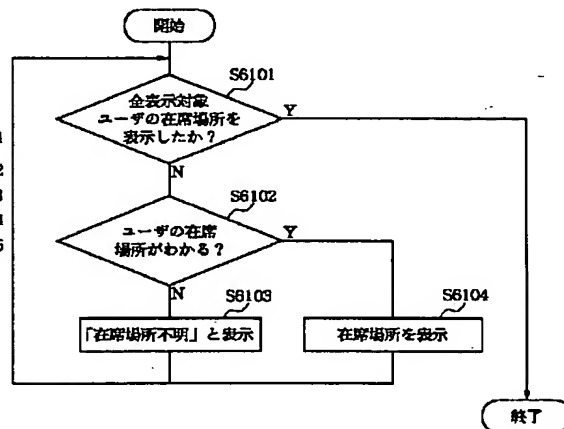 開始
S6101
全表示対象
ユーザの在席場所を
表示したか？
Y
N
S6102
ユーザの在席
場所がわかる？
Y
N
S6103
「在席場所不明」と表示
S6104
在席場所を表示
終了